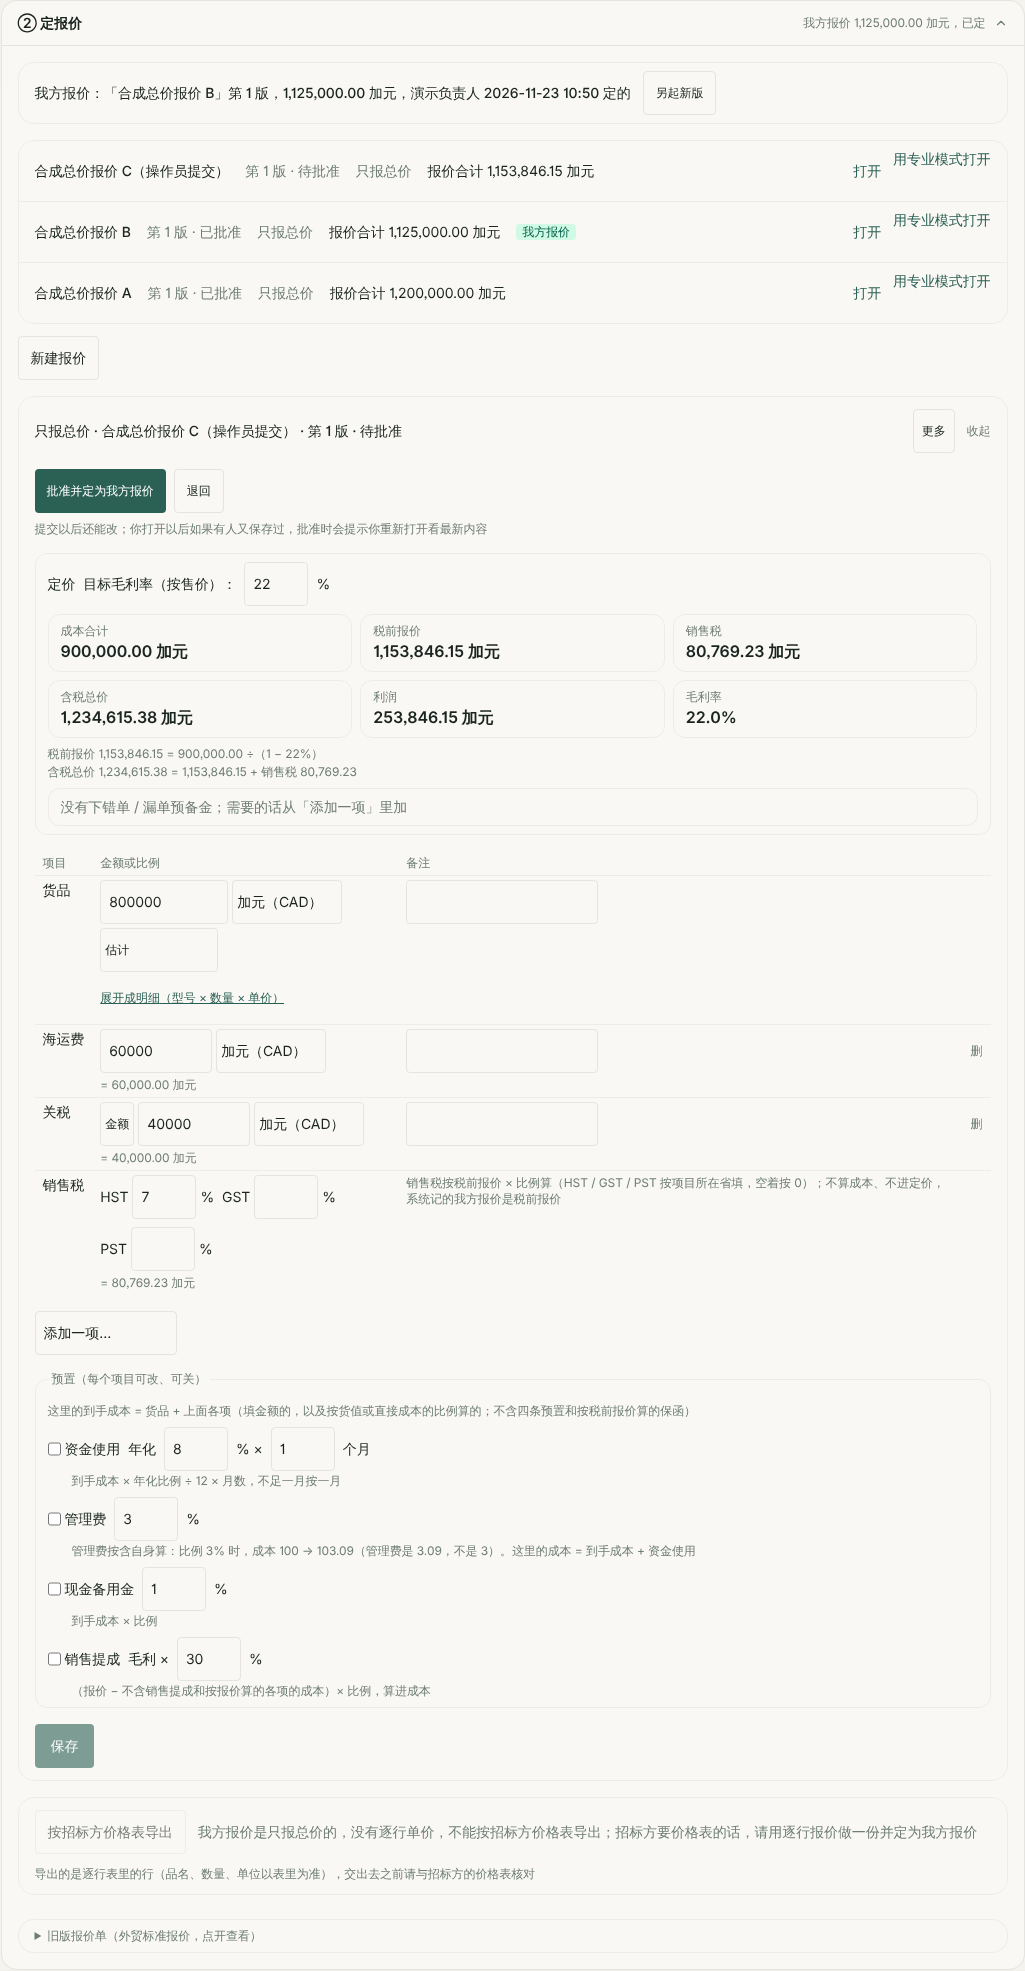 ② 定报价
我方报价 1,125,000.00 加元，已定
我方报价：「合成总价报价 B」第 1 版，1,125,000.00 加元，演示负责人 2026-11-23 10:50 定的 另起新版
合成总价报价 C（操作员提交） 第 1 版 · 待批准 只报总价 报价合计 1,153,846.15 加元 打开 用专业模式打开
合成总价报价 B 第 1 版 · 已批准 只报总价 报价合计 1,125,000.00 加元 我方报价 打开 用专业模式打开
合成总价报价 A 第 1 版 · 已批准 只报总价 报价合计 1,200,000.00 加元 打开 用专业模式打开
新建报价
只报总价 · 合成总价报价 C（操作员提交） · 第 1 版 · 待批准 更多 收起
批准并定为我方报价 退回
提交以后还能改；你打开以后如果有人又保存过，批准时会提示你重新打开看最新内容
定价 目标毛利率（按售价）： 22 %
成本合计 税前报价 销售税
900,000.00 加元 1,153,846.15 加元 80,769.23 加元
含税总价 利润 毛利率
1,234,615.38 加元 253,846.15 加元 22.0%
税前报价 1,153,846.15 = 900,000.00 ÷（1 − 22%）
含税总价 1,234,615.38 = 1,153,846.15 + 销售税 80,769.23
没有下错单 / 漏单预备金；需要的话从「添加一项」里加
项目 金额或比例 备注
货品 800000 加元（CAD）
估计
展开成明细（型号 × 数量 × 单价）
海运费 60000 加元（CAD） 删
= 60,000.00 加元
关税 金额 40000 加元（CAD） 删
= 40,000.00 加元
销售税 HST 7 % GST %
销售税按税前报价 × 比例算（HST / GST / PST 按项目所在省填，空着按 0）；不算成本、不进定价，
系统记的我方报价是税前报价
PST %
= 80,769.23 加元
添加一项...
预置（每个项目可改、可关）
这里的到手成本 = 货品 + 上面各项（填金额的，以及按货值或直接成本的比例算的；不含四条预置和按税前报价算的保函）
资金使用 年化 8 % × 1 个月
到手成本 × 年化比例 ÷ 12 × 月数，不足一月按一月
管理费 3 %
管理费按含自身算：比例 3% 时，成本 100 → 103.09（管理费是 3.09，不是 3）。这里的成本 = 到手成本 + 资金使用
现金备用金 1 %
到手成本 × 比例
销售提成 毛利 × 30 %
（报价 − 不含销售提成和按报价算的各项的成本）× 比例，算进成本
保存
按招标方价格表导出 我方报价是只报总价的，没有逐行单价，不能按招标方价格表导出；招标方要价格表的话，请用逐行报价做一份并定为我方报价
导出的是逐行表里的行（品名、数量、单位以表里为准），交出去之前请与招标方的价格表核对
▶ 旧版报价单（外贸标准报价，点开查看）